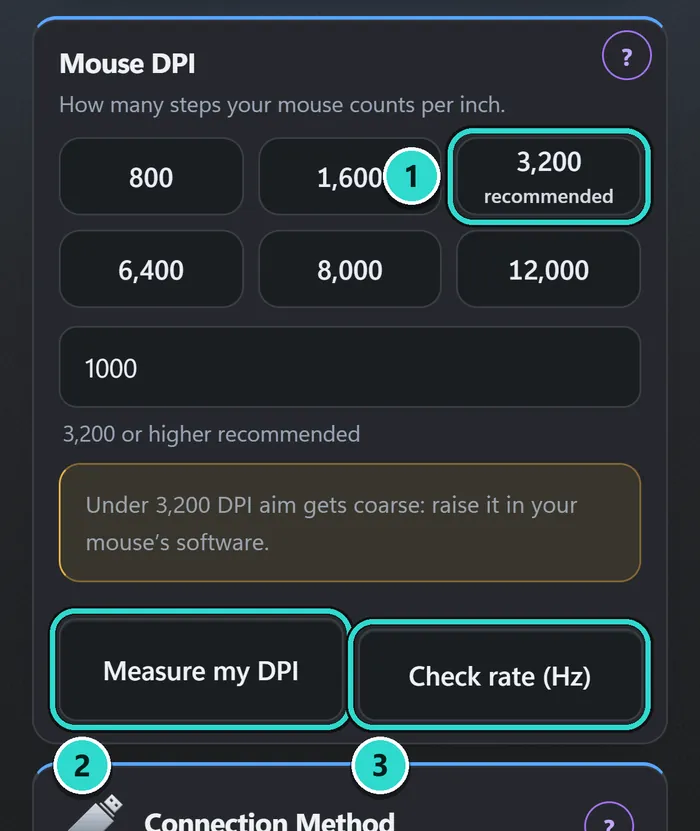 Mouse DPI
?
How many steps your mouse counts per inch.
800
1,600
1
3,200
recommended
6,400
8,000
12,000
1000
3,200 or higher recommended
Under 3,200 DPI aim gets coarse: raise it in your
mouse’s software.
Measure my DPI
Check rate (Hz)
2
3
Connection Method
?